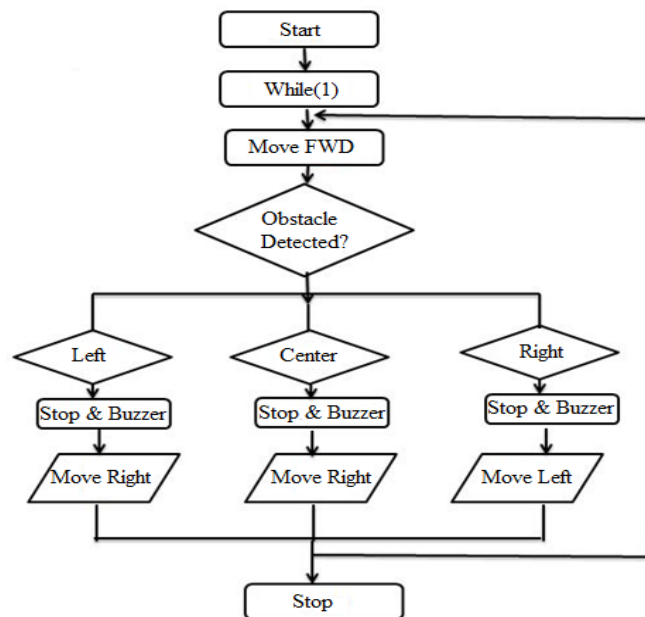 Start
While(1)
Move FWD
Obstacle
Detected?
Left
Center
Right
Stop & Buzzer
Stop & Buzzer
Stop & Buzzer
Move Right
Move Right
Move Left
Stop